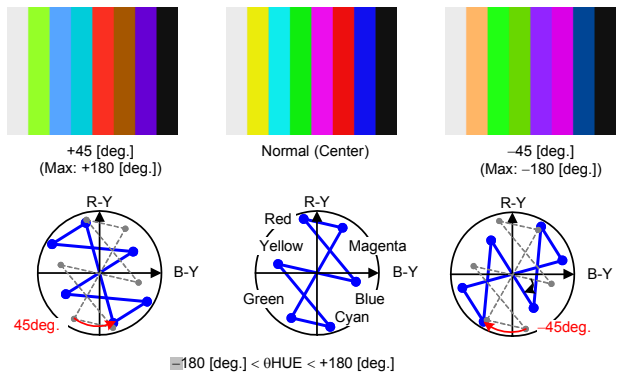 +45 [deg.]
(Max: +180 [deg.])
Normal (Center)
−45 [deg.]
(Max: −180 [deg.])
R-Y
B-Y
45deg.
R-Y
Red
Yellow
Magenta
B-Y
Green
Blue
Cyan
R-Y
B-Y
−45deg.
−180 [deg.] < θHUE < +180 [deg.]